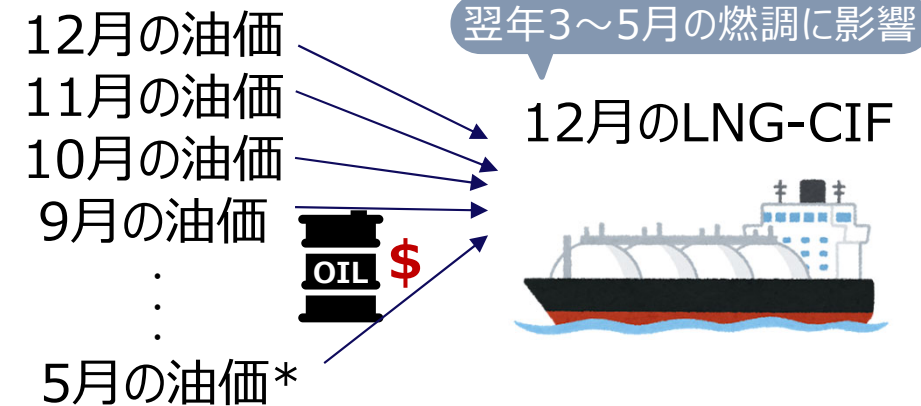 翌年3～5月の燃調に影響
12月の油価
11月の油価
10月の油価
9月の油価
・
・
・
5月の油価*
OIL
$
12月のLNG-CIF